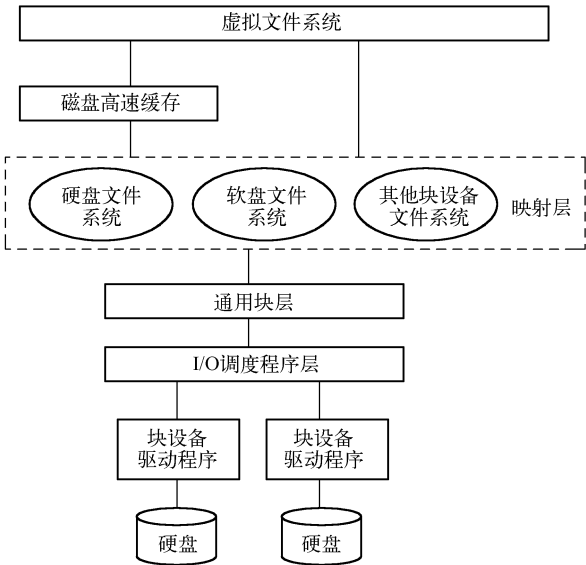 虚拟文件系统
磁盘高速缓存
硬盘文件
系统
软盘文件
系统
其他块设备
文件系统
映射层
通用块层
I/O调度程序层
块设备
驱动程序
块设备
驱动程序
硬盘
硬盘